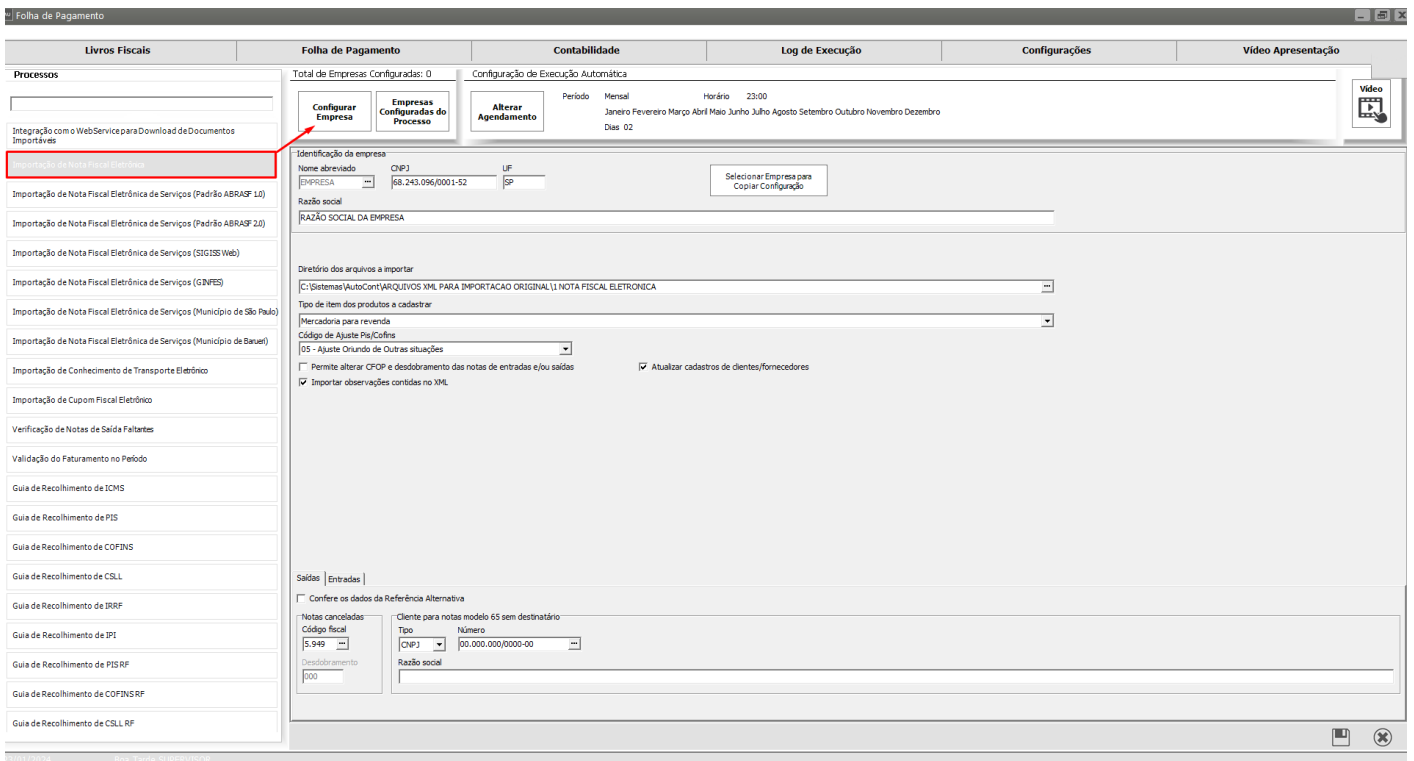 Folha de Pagamento
Livros Fiscais Folha de Pagamento Contabilidade Log de Execução Configurações Vídeo Apresentação
Processos
Integração com o WebService para Download de Documentos Importáveis
Importação de Nota Fiscal Eletrônica
Importação de Nota Fiscal Eletrônica de Serviços (Padrão ABRASF 1.0)
Importação de Nota Fiscal Eletrônica de Serviços (Padrão ABRASF 2.0)
Importação de Nota Fiscal Eletrônica de Serviços (SIGISS Web)
Importação de Nota Fiscal Eletrônica de Serviços (GINFES)
Importação de Nota Fiscal Eletrônica de Serviços (Município de São Paulo)
Importação de Nota Fiscal Eletrônica de Serviços (Município de Barueri)
Importação de Conhecimento de Transporte Eletrônico
Importação de Cupom Fiscal Eletrônico
Verificação de Notas de Saída Faltantes
Validação do Faturamento no Período
Guia de Recolhimento de ICMS
Guia de Recolhimento de PIS
Guia de Recolhimento de COFINS
Guia de Recolhimento de CSLL
Guia de Recolhimento de IRRF
Guia de Recolhimento de IPI
Guia de Recolhimento de PIS RF
Guia de Recolhimento de COFINS RF
Guia de Recolhimento de CSLL RF
Total de Empresas Configuradas: 0
Configurar Empresa
Empresas Configuradas do Processo
Configuração de Execução Automática
Alterar Agendamento
Período Mensal Horário 23:00
Janeiro Fevereiro Março Abril Maio Junho Julho Agosto Setembro Outubro Novembro Dezembro
Dias 02
Vídeo
Identificação da empresa
Nome abreviado CNPJ UF
EMPRESA 68.243.096/0001-52 SP
Selecionar Empresa para Copiar Configuração
Razão social
RAZÃO SOCIAL DA EMPRESA
Diretório dos arquivos a importar
C:\Sistemas\AutoCont\ARQUIVOS XML PARA IMPORTACAO ORIGINAL\1 NOTA FISCAL ELETRONICA
Tipo de item dos produtos a cadastrar
Mercadoria para revenda
Código de Ajuste Pis/Cofins
05 - Ajuste Oriundo de Outras situações
Permite alterar CFOP e desdobramento das notas de entradas e/ou saídas
Atualizar cadastros de clientes/fornecedores
Importar observações contidas no XML
Saídas Entradas
Confere os dados da Referência Alternativa
Notas canceladas
Código fiscal
5.949
Desdobramento
000
Cliente para notas modelo 65 sem destinatário
Tipo Número
CNPJ 00.000.000/0000-00
Razão social